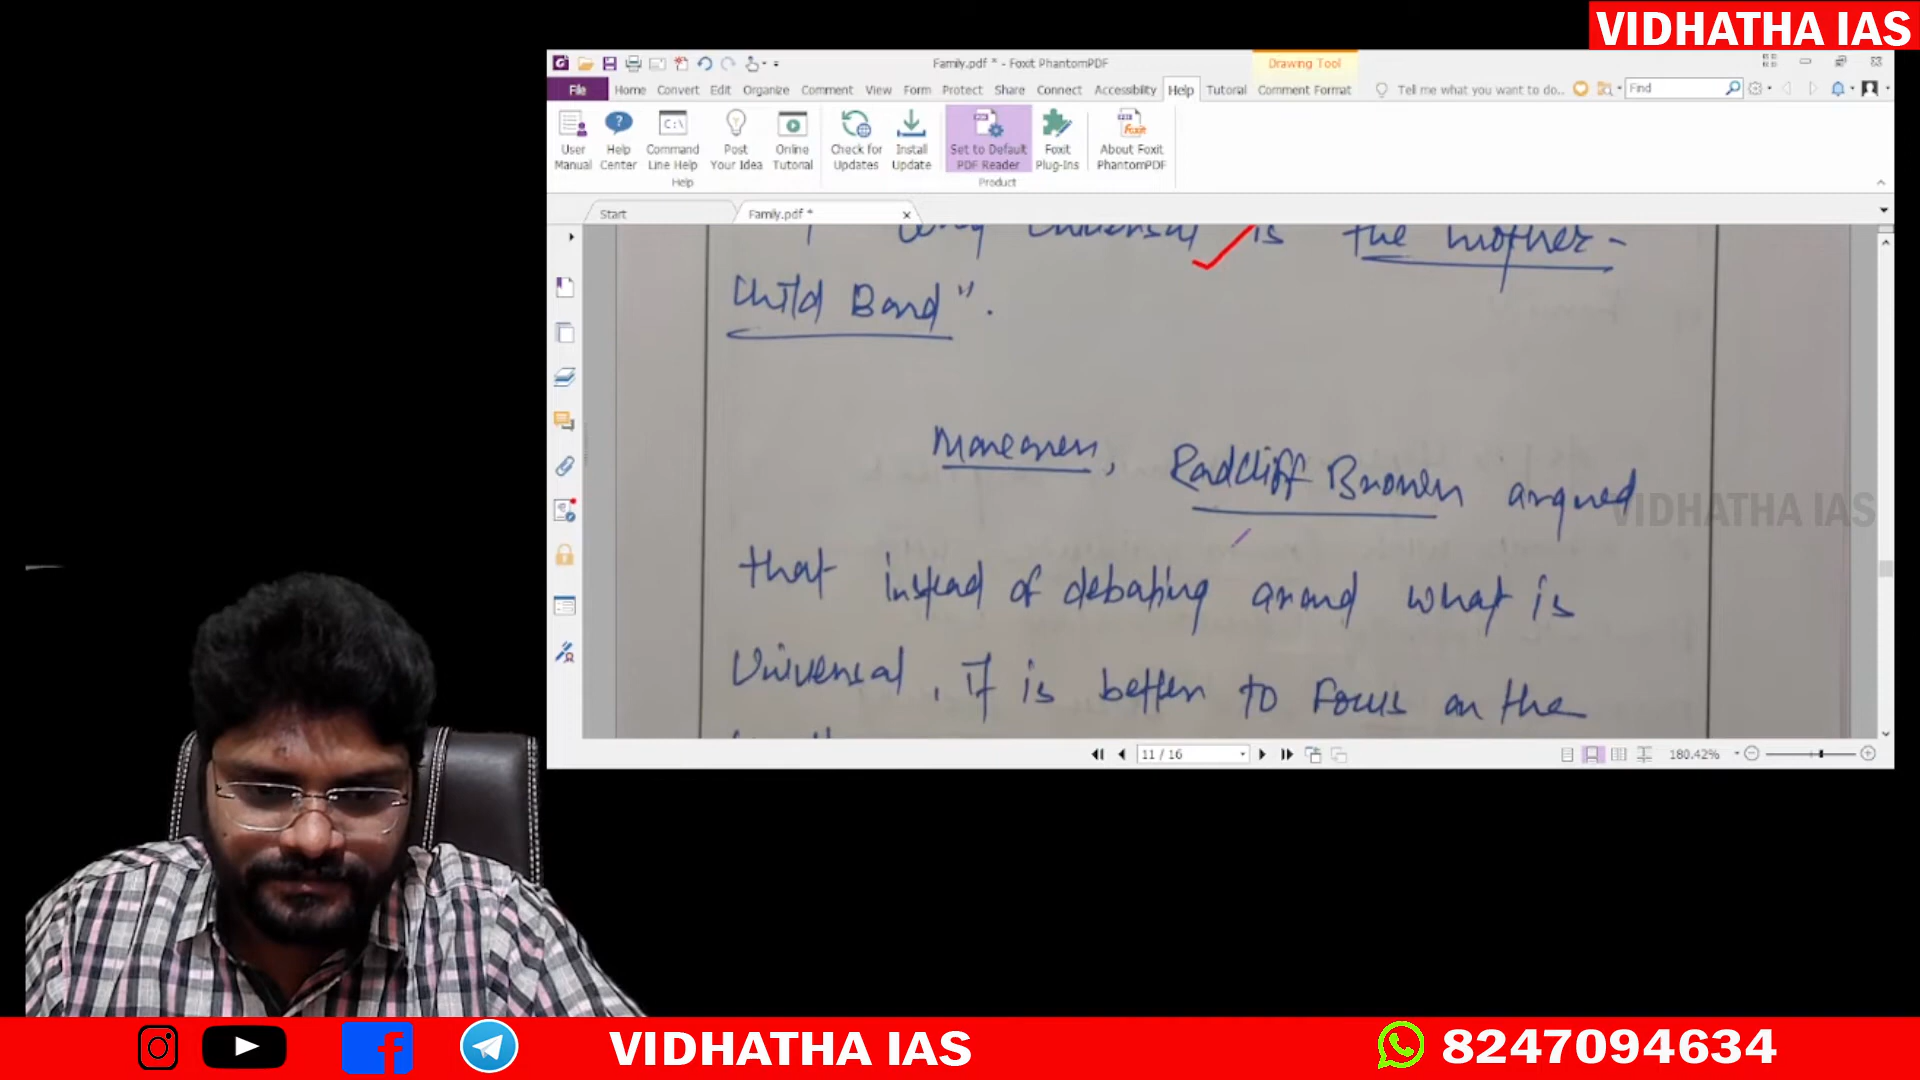 VIDHATHA IAS
Family.pdf * - Foxit PhantomPDF
Drawing Tool
File Home Convert Edit Organize Comment View Form Protect Share Connect Accessibility Help Tutorial Comment Format Tell me what you want to do.. Find
User Manual
Help Center
C:\
Command Line Help
Post Your Idea
Online Tutorial
Check for Updates
Install Update
Set to Default PDF Reader
Foxit Plug-Ins
Foxit
About Foxit PhantomPDF
Help
Product
Start
Family.pdf *
universal is the mother-
child Bond".
Moreover, Radcliff Brown argued
VIDHATHA IAS
that instead of debating around what is
Universal, it is better to Focus on the
11 / 16
180.42%
VIDHATHA IAS
8247094634